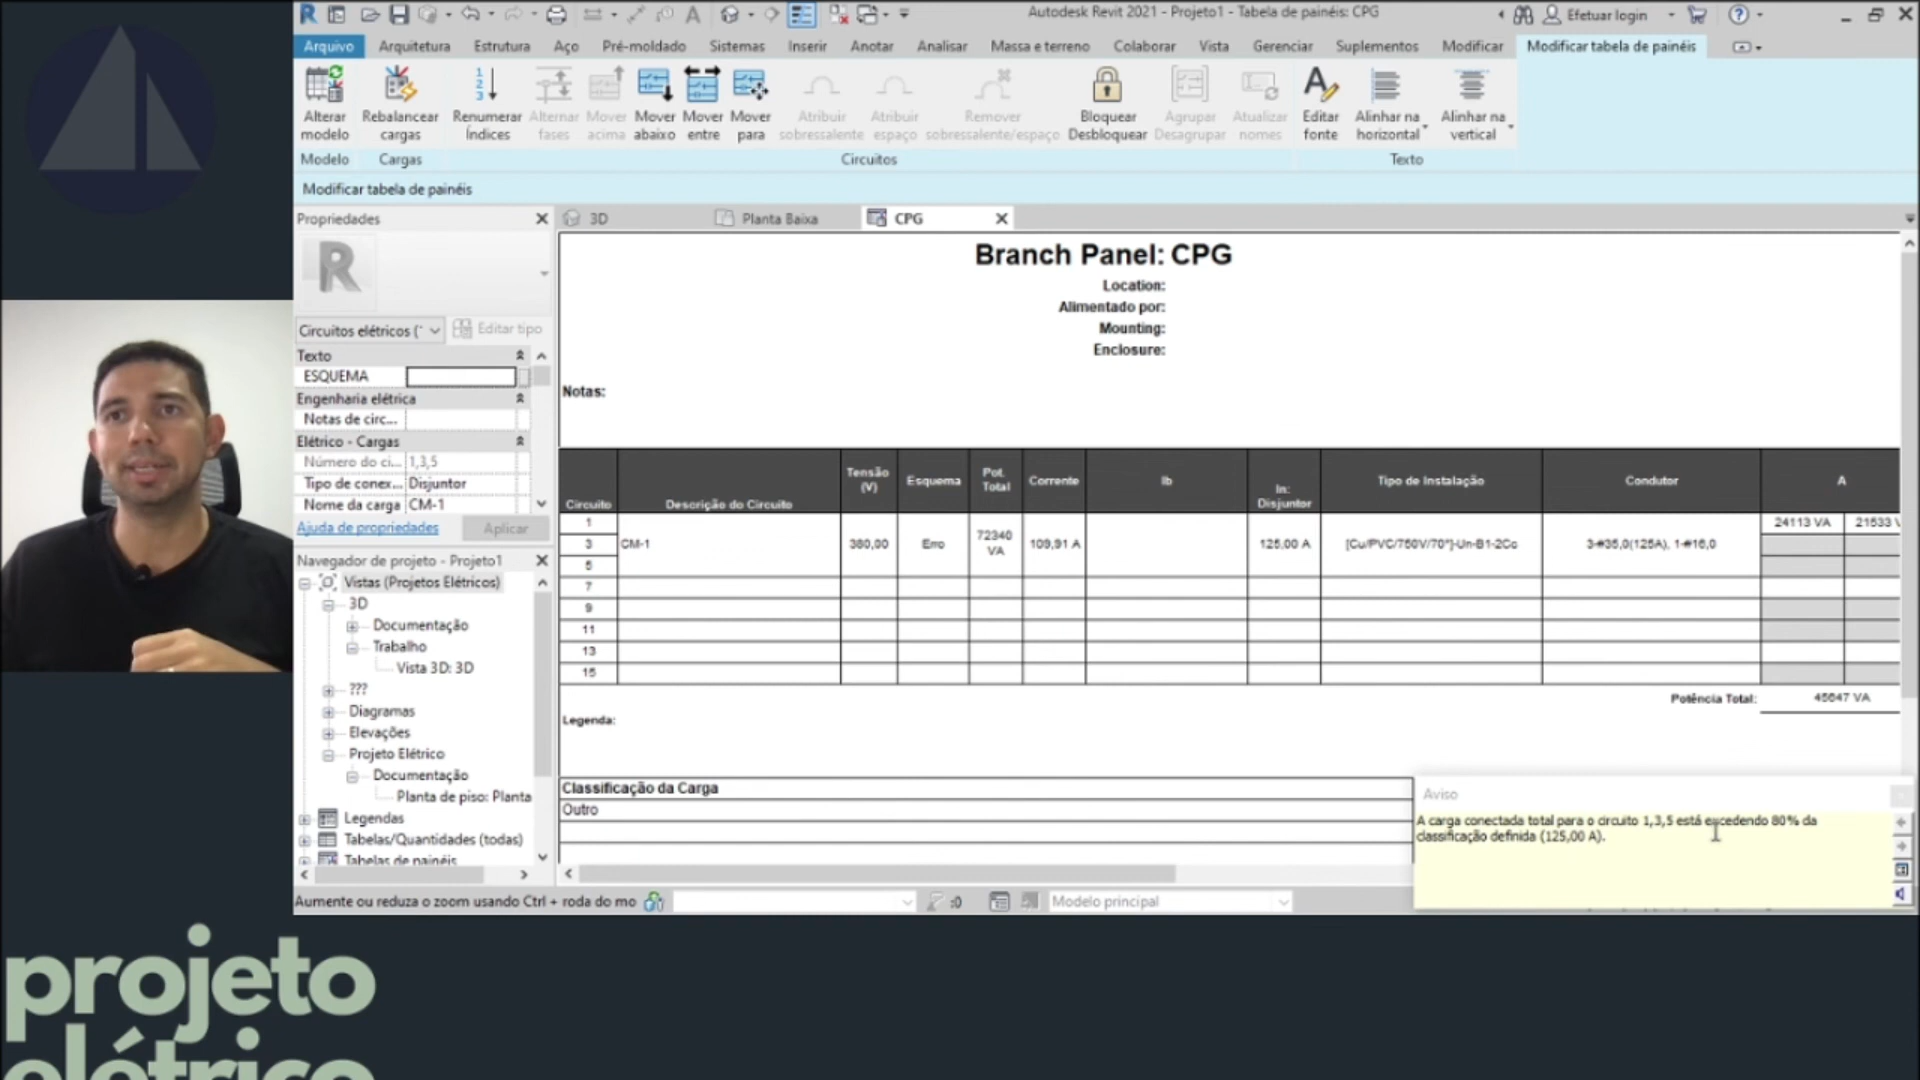 Autodesk Revit 2021 - Projeto1 - Tabela de painéis: CPG
Efetuar login
Arquivo Arquitetura Estrutura Aço Pré-moldado Sistemas Inserir Anotar Analisar Massa e terreno Colaborar Vista Gerenciar Suplementos Modificar Modificar tabela de painéis
Alterar modelo
Rebalancear cargas
Renumerar Índices
Alternar fases
Mover acima
Mover abaixo
Mover entre
Mover para
Atribuir sobressalente
Atribuir espaço
Remover sobressalente/espaço
Bloquear Desbloquear
Agrupar Desagrupar
Atualizar nomes
Editar fonte
Alinhar na horizontal
Alinhar na vertical
Modelo Cargas Circuitos Texto
Modificar tabela de painéis
Propriedades
3D Planta Baixa CPG
Circuitos elétricos ( Editar tipo
Texto
ESQUEMA
Engenharia elétrica
Notas de circ...
Elétrico - Cargas
Número do ci... 1,3,5
Tipo de conex... Disjuntor
Nome da carga CM-1
Ajuda de propriedades Aplicar
Navegador de projeto - Projeto1
Vistas (Projetos Elétricos)
3D
Documentação
Trabalho
Vista 3D: 3D
???
Diagramas
Elevações
Projeto Elétrico
Documentação
Planta de piso: Planta
Legendas
Tabelas/Quantidades (todas)
Tabelas de painéis
Branch Panel: CPG
Location:
Alimentado por:
Mounting:
Enclosure:
Notas:
Circuito Descrição do Circuito Tensão (V) Esquema Pot. Total Corrente Ib In: Disjuntor Tipo de Instalação Condutor A
1 24113 VA 21533 V
3 CM-1 380,00 Erro 72340 VA 109,91 A 125,00 A [Cu/PVC/750V/70°]-Un-B1-2Cc 3-#35,0(125A), 1-#16,0
5
7
9
11
13
15
Potência Total: 45647 VA
Legenda:
Classificação da Carga
Outro
Aviso
A carga conectada total para o circuito 1,3,5 está excedendo 80% da
classificação definida (125,00 A).
Aumente ou reduza o zoom usando Ctrl + roda do mo :0 Modelo principal
projeto
elétrico